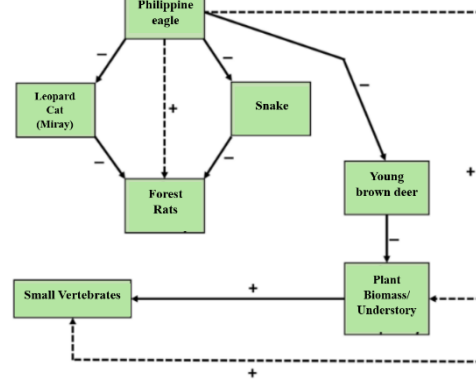 Philippine
eagle
−
−
−
Leopard
Cat
(Miray)
+
Snake
−
−
Forest
Rats
Young
brown deer
+
−
Plant
Biomass/
Understory
Small Vertebrates
+
+